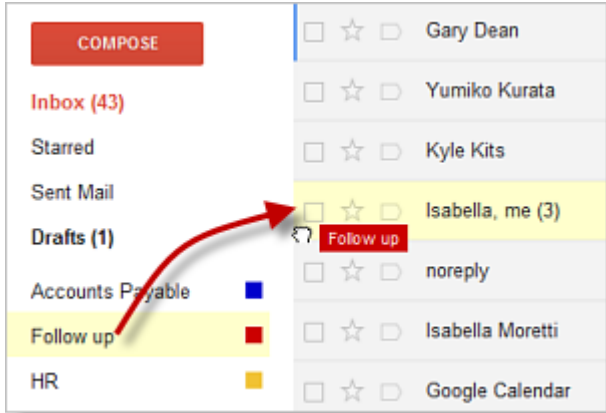 COMPOSE
Inbox (43)
Starred
Sent Mail
Drafts (1)
Accounts Payable
Follow up
HR
Gary Dean
Yumiko Kurata
Kyle Kits
Isabella, me (3)
Follow up
noreply
Isabella Moretti
Google Calendar